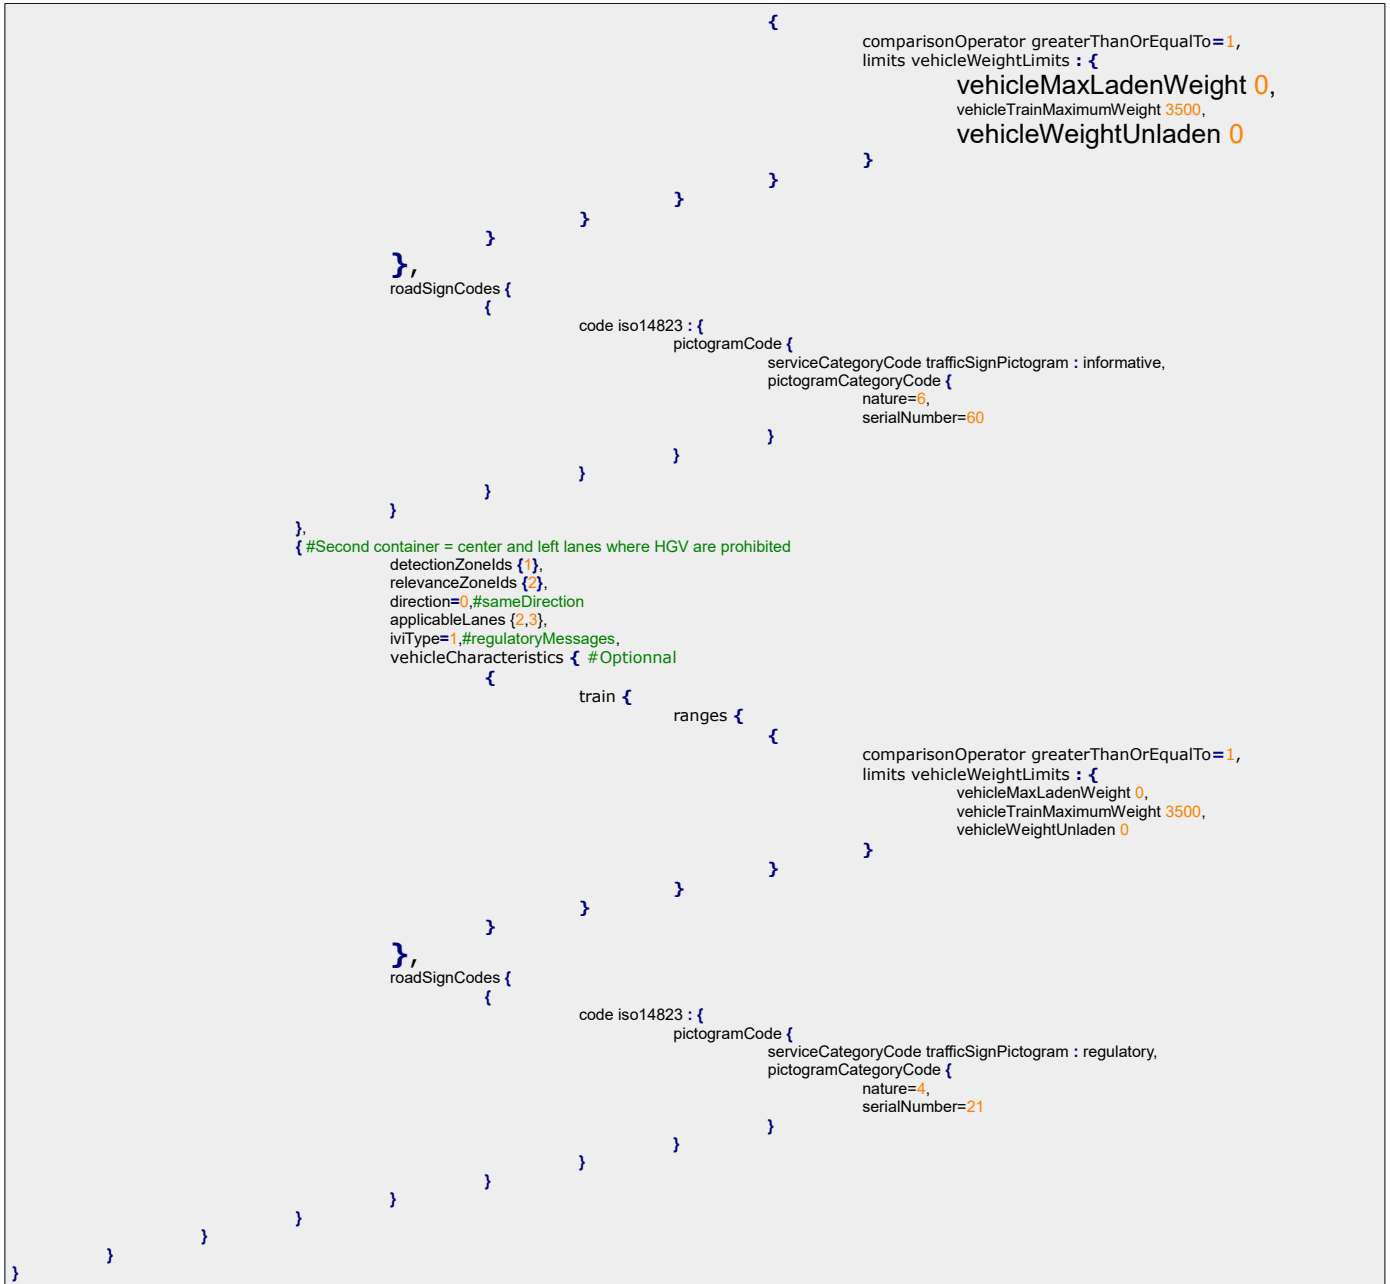 {
comparisonOperator greaterThanOrEqualTo=1,
limits vehicleWeightLimits : {
vehicleMaxLadenWeight 0,
vehicleTrainMaximumWeight 3500,
vehicleWeightUnladen 0
}
}
}
}
}
},
roadSignCodes {
{
code iso14823 : {
pictogramCode {
serviceCategoryCode trafficSignPictogram : informative,
pictogramCategoryCode {
nature=6,
serialNumber=60
}
}
}
}
}
},
{ #Second container = center and left lanes where HGV are prohibited
detectionZoneIds {1},
relevanceZoneIds {2},
direction=0,#sameDirection
applicableLanes {2,3},
iviType=1,#regulatoryMessages,
vehicleCharacteristics { #Optionnal
{
train {
ranges {
{
comparisonOperator greaterThanOrEqualTo=1,
limits vehicleWeightLimits : {
vehicleMaxLadenWeight 0,
vehicleTrainMaximumWeight 3500,
vehicleWeightUnladen 0
}
}
}
}
}
},
roadSignCodes {
{
code iso14823 : {
pictogramCode {
serviceCategoryCode trafficSignPictogram : regulatory,
pictogramCategoryCode {
nature=4,
serialNumber=21
}
}
}
}
}
}
}
}
}